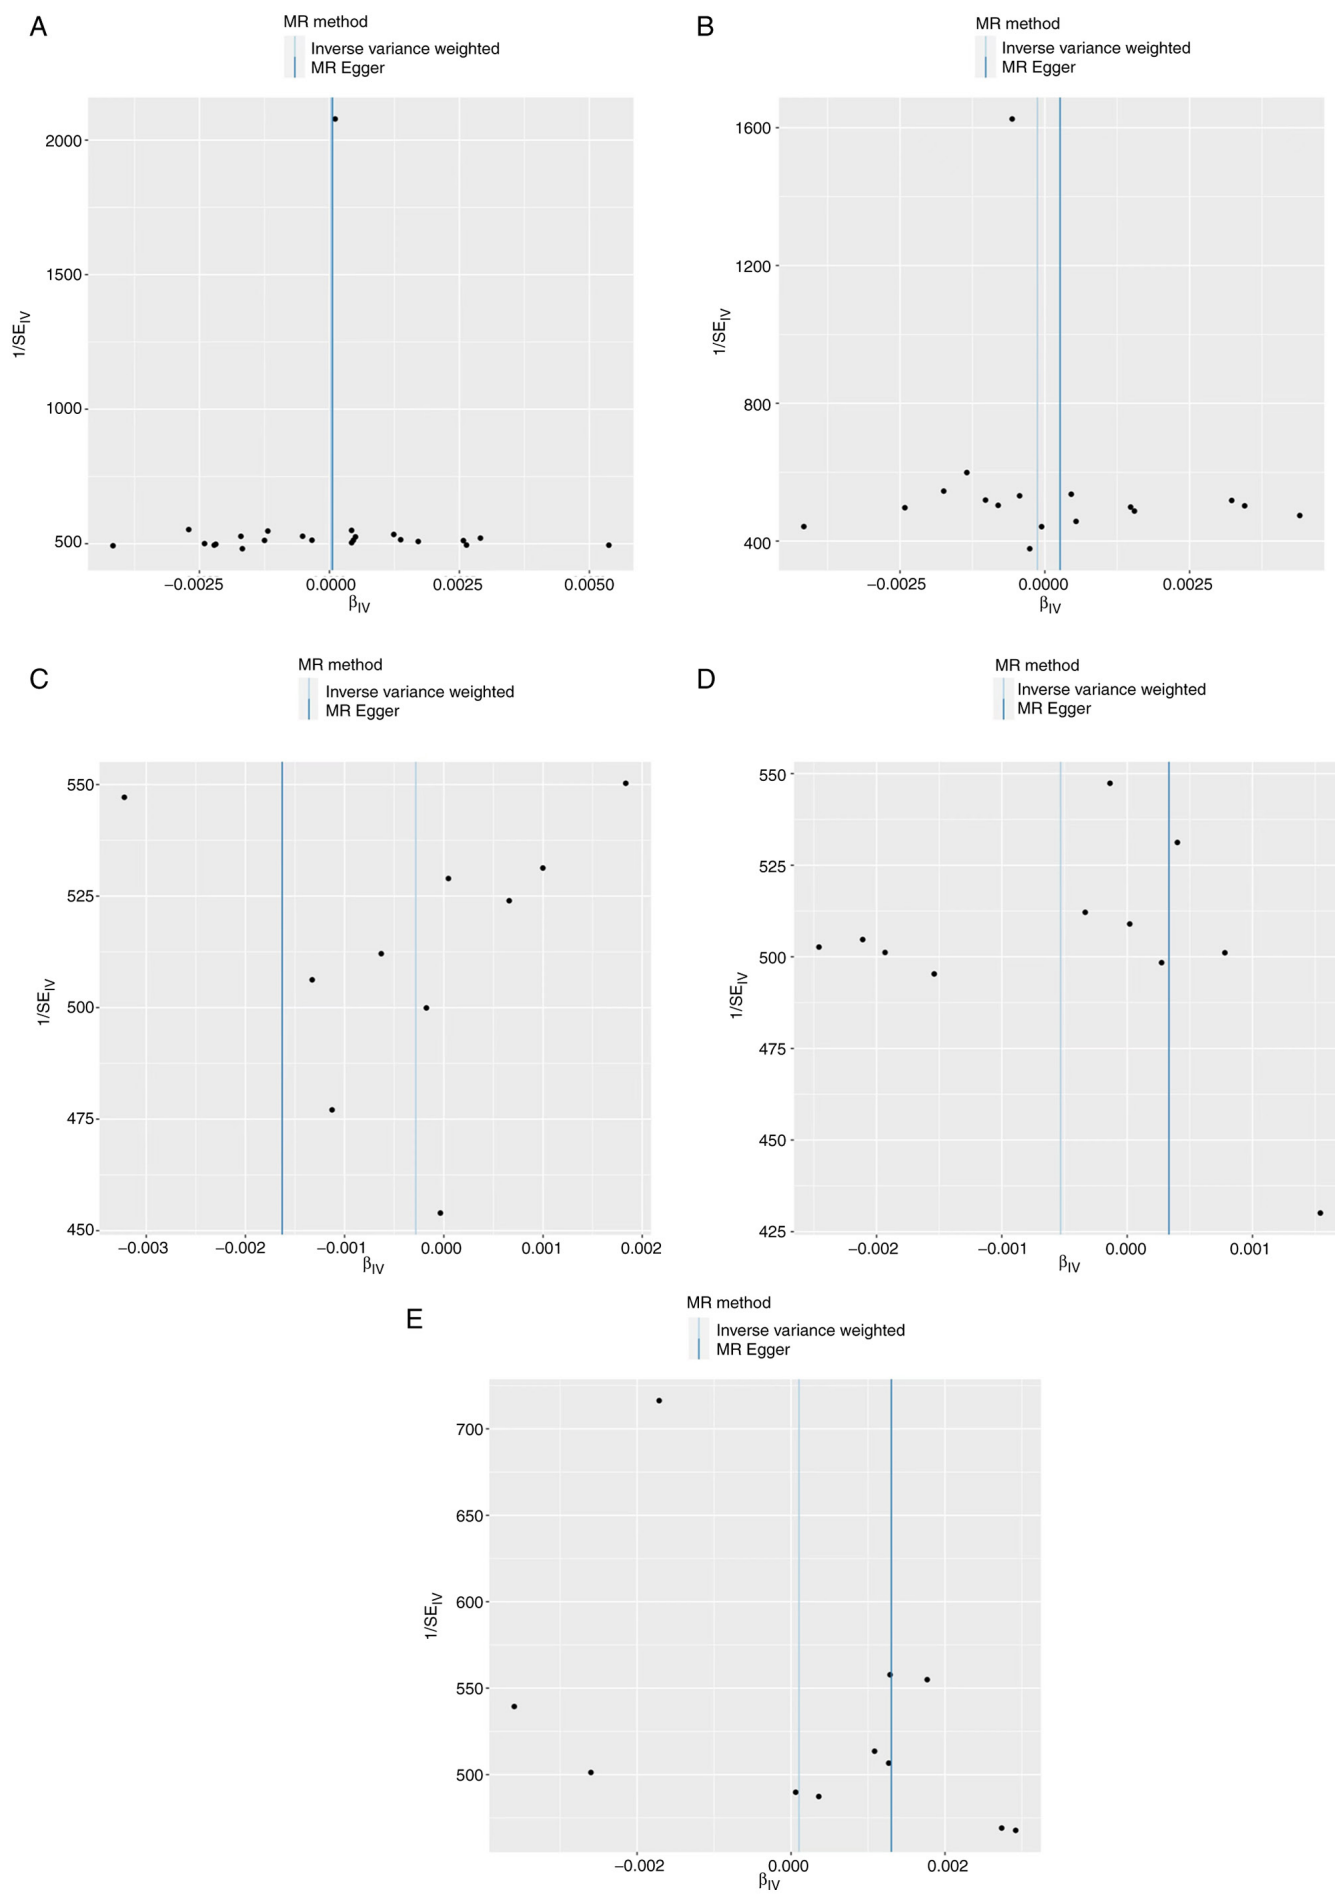 A
MR method
Inverse variance weighted
MR Egger
2000
1500
1000
500
1/SE_IV
−0.0025 0.0000 0.0025 0.0050
β_IV
B
MR method
Inverse variance weighted
MR Egger
1600
1200
800
400
1/SE_IV
−0.0025 0.0000 0.0025
β_IV
C
MR method
Inverse variance weighted
MR Egger
550
525
500
475
450
1/SE_IV
−0.003 −0.002 −0.001 0.000 0.001 0.002
β_IV
D
MR method
Inverse variance weighted
MR Egger
550
525
500
475
450
425
1/SE_IV
−0.002 −0.001 0.000 0.001
β_IV
E
MR method
Inverse variance weighted
MR Egger
700
650
600
550
500
1/SE_IV
−0.002 0.000 0.002
β_IV